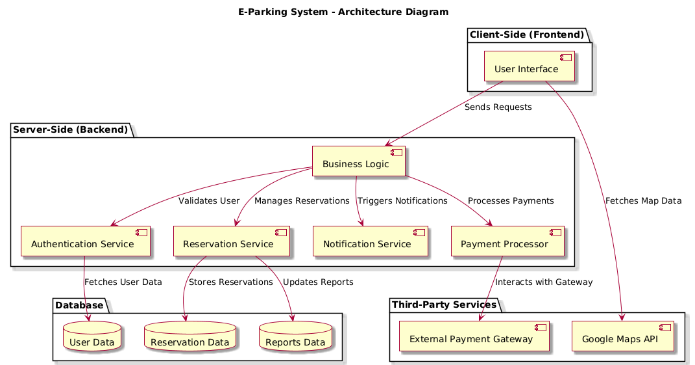 E-Parking System - Architecture Diagram
Client-Side (Frontend)
User Interface
Sends Requests
Server-Side (Backend)
Business Logic
Validates User
Manages Reservations
Triggers Notifications
Processes Payments
Fetches Map Data
Authentication Service
Reservation Service
Notification Service
Payment Processor
Fetches User Data
Stores Reservations
Updates Reports
Interacts with Gateway
Database
Third-Party Services
User Data
Reservation Data
Reports Data
External Payment Gateway
Google Maps API